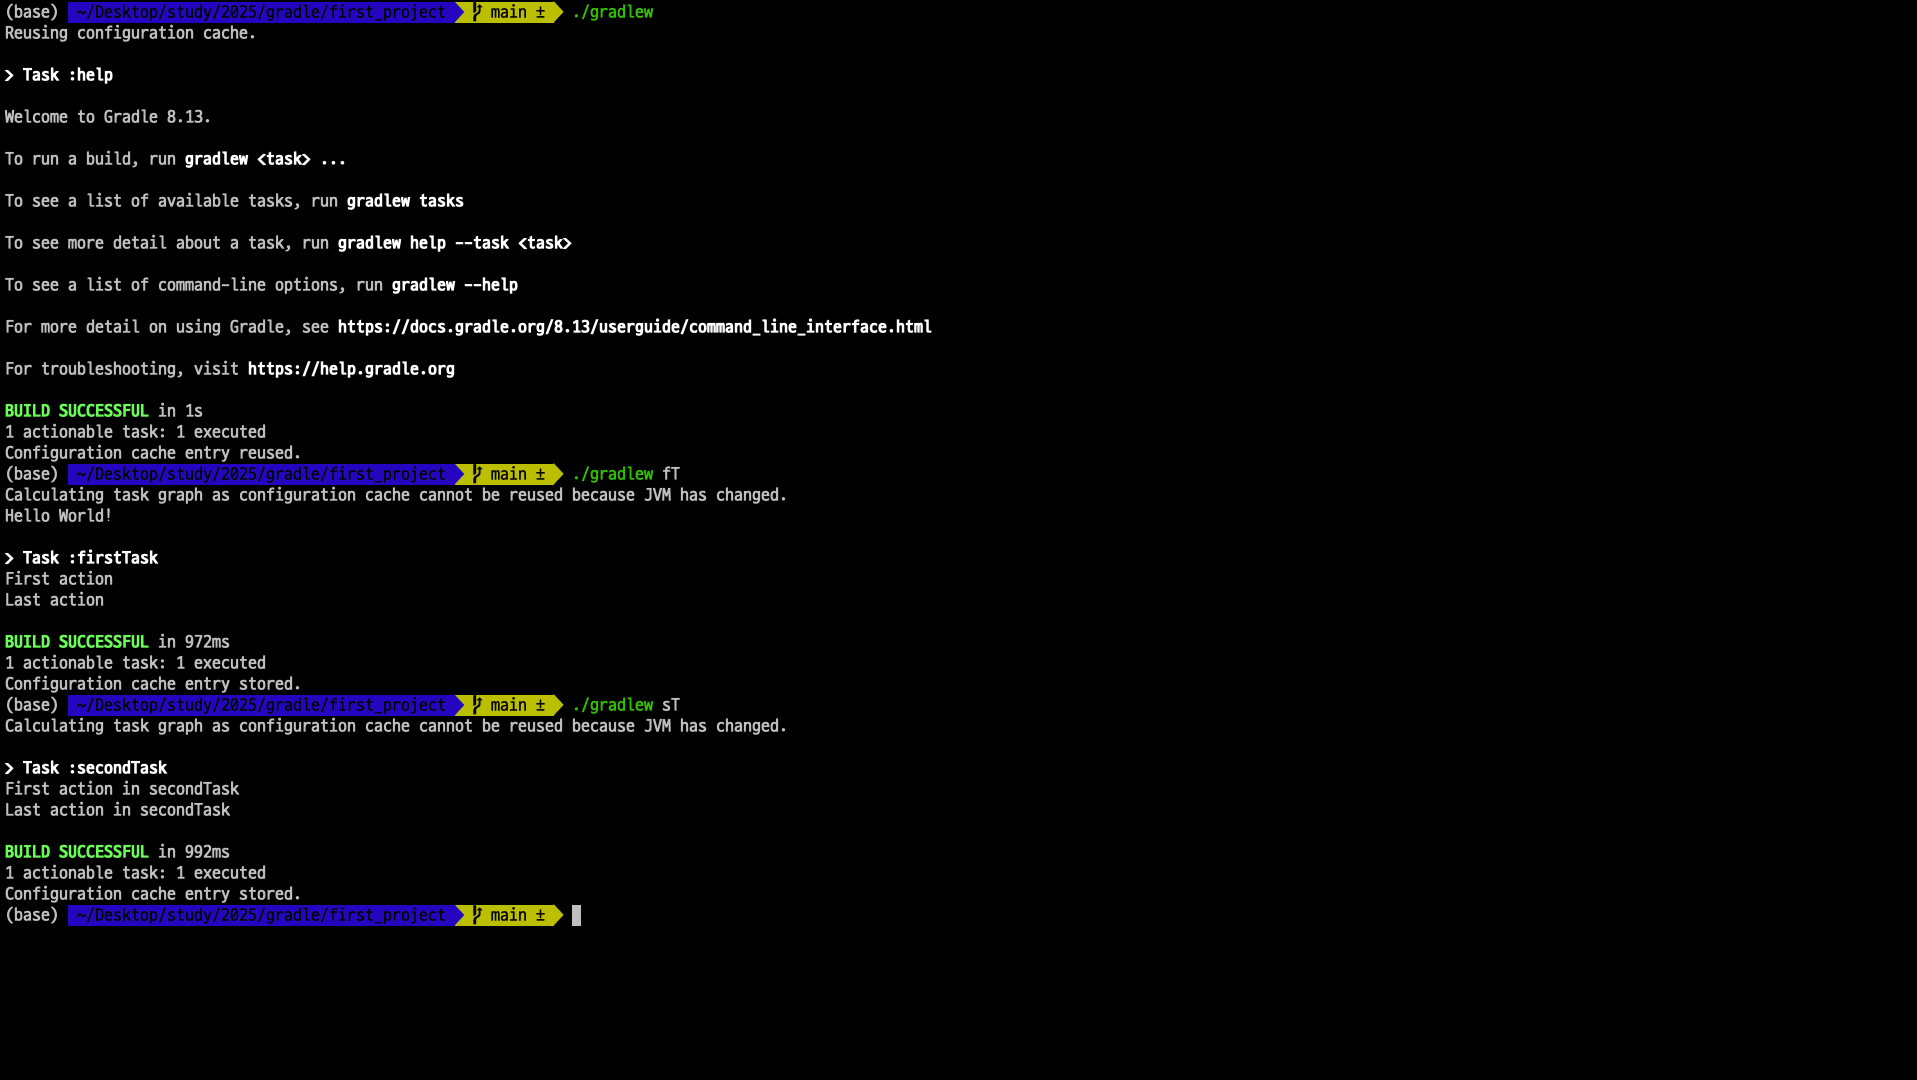 (base) ~/Desktop/study/2025/gradle/first_project main ± ./gradlew
Reusing configuration cache.
> Task :help
Welcome to Gradle 8.13.
To run a build, run gradlew <task> ...
To see a list of available tasks, run gradlew tasks
To see more detail about a task, run gradlew help --task <task>
To see a list of command-line options, run gradlew --help
For more detail on using Gradle, see https://docs.gradle.org/8.13/userguide/command_line_interface.html
For troubleshooting, visit https://help.gradle.org
BUILD SUCCESSFUL in 1s
1 actionable task: 1 executed
Configuration cache entry reused.
(base) ~/Desktop/study/2025/gradle/first_project main ± ./gradlew fT
Calculating task graph as configuration cache cannot be reused because JVM has changed.
Hello World!
> Task :firstTask
First action
Last action
BUILD SUCCESSFUL in 972ms
1 actionable task: 1 executed
Configuration cache entry stored.
(base) ~/Desktop/study/2025/gradle/first_project main ± ./gradlew sT
Calculating task graph as configuration cache cannot be reused because JVM has changed.
> Task :secondTask
First action in secondTask
Last action in secondTask
BUILD SUCCESSFUL in 992ms
1 actionable task: 1 executed
Configuration cache entry stored.
(base) ~/Desktop/study/2025/gradle/first_project main ±